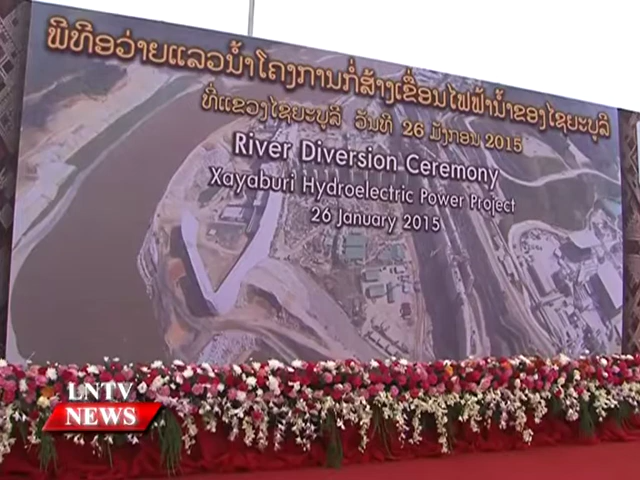 ພິທີອວ່າຍແລວນ້ຳໂຄງການກໍ່ສ້າງເຂື່ອນໄຟຟ້ານ້ຳຂອງໄຊຍະບຸລີ
ທີ່ແຂວງໄຊຍະບຸລີ ວັນທີ 26 ມັງກອນ 2015
River Diversion Ceremony
Xayaburi Hydroelectric Power Project
26 January 2015
LNTV
NEWS